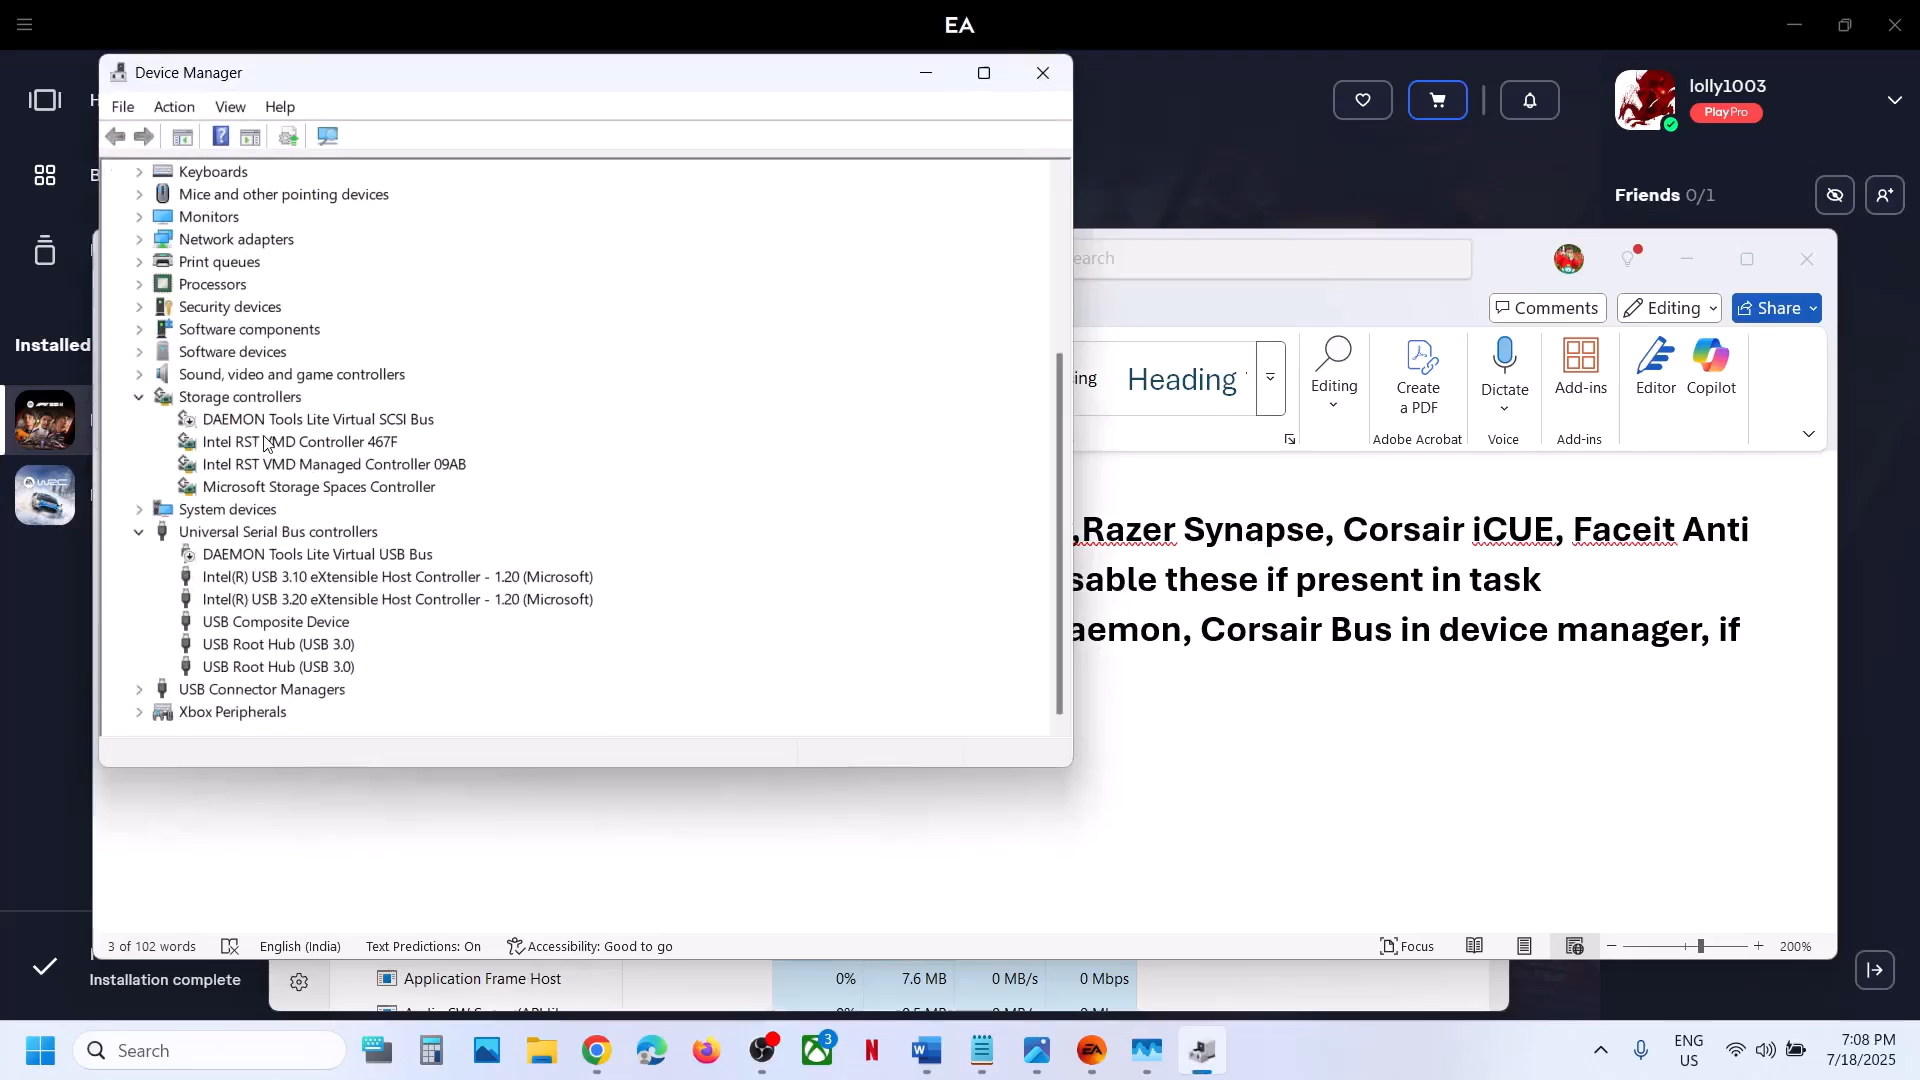 EA
Device Manager
File Action View Help
Keyboards
Mice and other pointing devices
Monitors
Network adapters
Print queues
Processors
Security devices
Software components
Software devices
Sound, video and game controllers
Storage controllers
DAEMON Tools Lite Virtual SCSI Bus
Intel RST VMD Controller 467F
Intel RST VMD Managed Controller 09AB
Microsoft Storage Spaces Controller
System devices
Universal Serial Bus controllers
DAEMON Tools Lite Virtual USB Bus
Intel(R) USB 3.10 eXtensible Host Controller - 1.20 (Microsoft)
Intel(R) USB 3.20 eXtensible Host Controller - 1.20 (Microsoft)
USB Composite Device
USB Root Hub (USB 3.0)
USB Root Hub (USB 3.0)
USB Connector Managers
Xbox Peripherals
lolly1003
Play Pro
Friends 0/1
Installed
earch
Comments Editing Share
ing Heading
Editing
Create
a PDF
Dictate
Add-ins
Editor
Copilot
Adobe Acrobat
Voice
Add-ins
,Razer Synapse, Corsair iCUE, Faceit Anti
sable these if present in task
aemon, Corsair Bus in device manager, if
3 of 102 words English (India) Text Predictions: On Accessibility: Good to go Focus 200%
Installation complete
Application Frame Host 0% 7.6 MB 0 MB/s 0 Mbps
Search
3
ENG
US
7:08 PM
7/18/2025